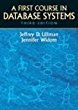 A FIRST COURSE IN
DATABASE SYSTEMS
THIRD EDITION
Jeffrey D. Ullman
Jennifer Widom